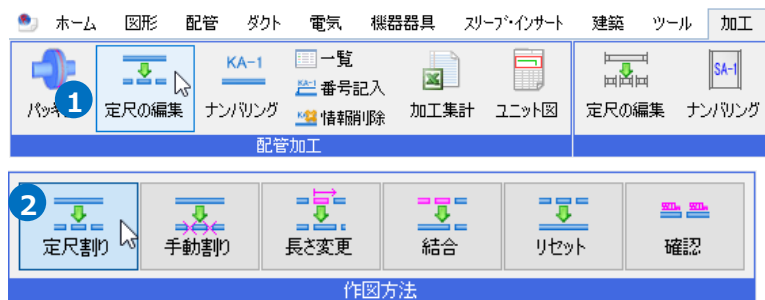 ホーム 図形 配管 ダクト 電気 機器器具 スリーブ・インサート 建築 ツール 加工
KA-1 一覧 SA-1
KA-1 番号記入
1 定尺の編集 ナンバリング 情報削除 加工集計 ユニット図 定尺の編集 ナンバリング
配管加工
2
定尺割り 手動割り 長さ変更 結合 リセット 確認
作図方法